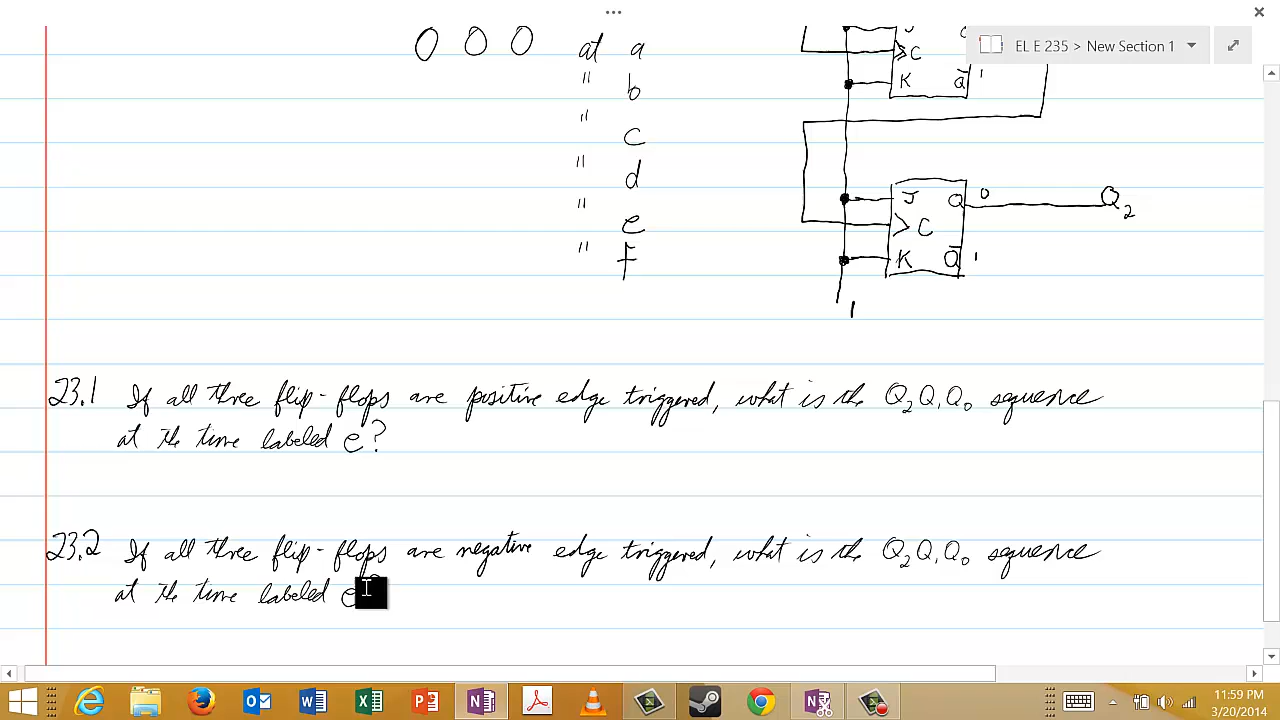 EL E 235 > New Section 1
0 0 0 at a
" b
" c
" d
" e
" f
C
K Q̅ 1
J Q 0 Q₂
> C
K Q̅ 1
1
23.1 If all three flip-flops are positive edge triggered, what is the Q₂Q₁Q₀ sequence
at the time labeled e?
23.2 If all three flip-flops are negative edge triggered, what is the Q₂Q₁Q₀ sequence
at the time labeled e
11:59 PM
3/20/2014